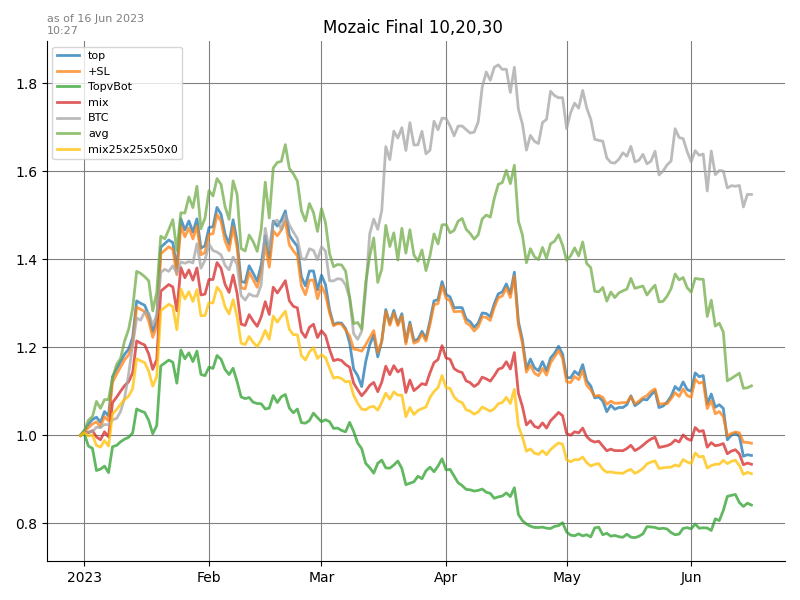 as of 16 Jun 2023
10:27
Mozaic Final 10,20,30
top
+SL
TopvBot
mix
BTC
avg
mix25x25x50x0
1.8
1.6
1.4
1.2
1.0
0.8
2023 Feb Mar Apr May Jun